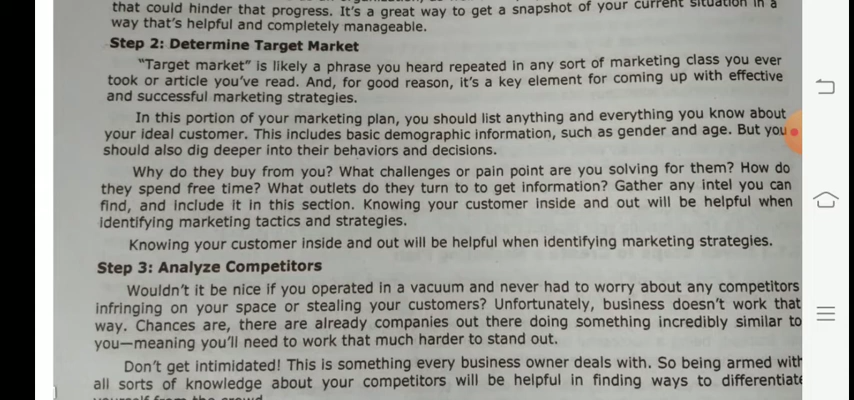 that could hinder that progress. It's a great way to get a snapshot of your current situation in a
way that's helpful and completely manageable.
Step 2: Determine Target Market
"Target market" is likely a phrase you heard repeated in any sort of marketing class you ever
took or article you've read. And, for good reason, it's a key element for coming up with effective
and successful marketing strategies.
In this portion of your marketing plan, you should list anything and everything you know about
your ideal customer. This includes basic demographic information, such as gender and age. But you
should also dig deeper into their behaviors and decisions.
Why do they buy from you? What challenges or pain point are you solving for them? How do
they spend free time? What outlets do they turn to to get information? Gather any intel you can
find, and include it in this section. Knowing your customer inside and out will be helpful when
identifying marketing tactics and strategies.
Knowing your customer inside and out will be helpful when identifying marketing strategies.
Step 3: Analyze Competitors
Wouldn't it be nice if you operated in a vacuum and never had to worry about any competitors
infringing on your space or stealing your customers? Unfortunately, business doesn't work that
way. Chances are, there are already companies out there doing something incredibly similar to
you—meaning you'll need to work that much harder to stand out.
Don't get intimidated! This is something every business owner deals with. So being armed with
all sorts of knowledge about your competitors will be helpful in finding ways to differentiate